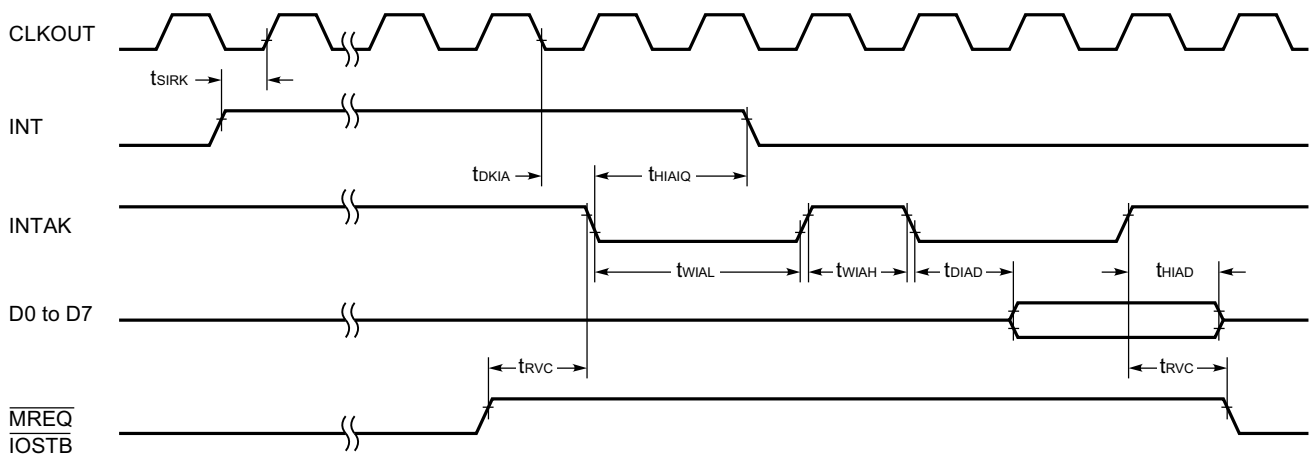 CLKOUT
tSIRK
INT
tDKIA
tHIAIQ
INTAK
tWIAL
tWIAH
tDIAD
tHIAD
D0 to D7
tRVC
tRVC
MREQ
IOSTB